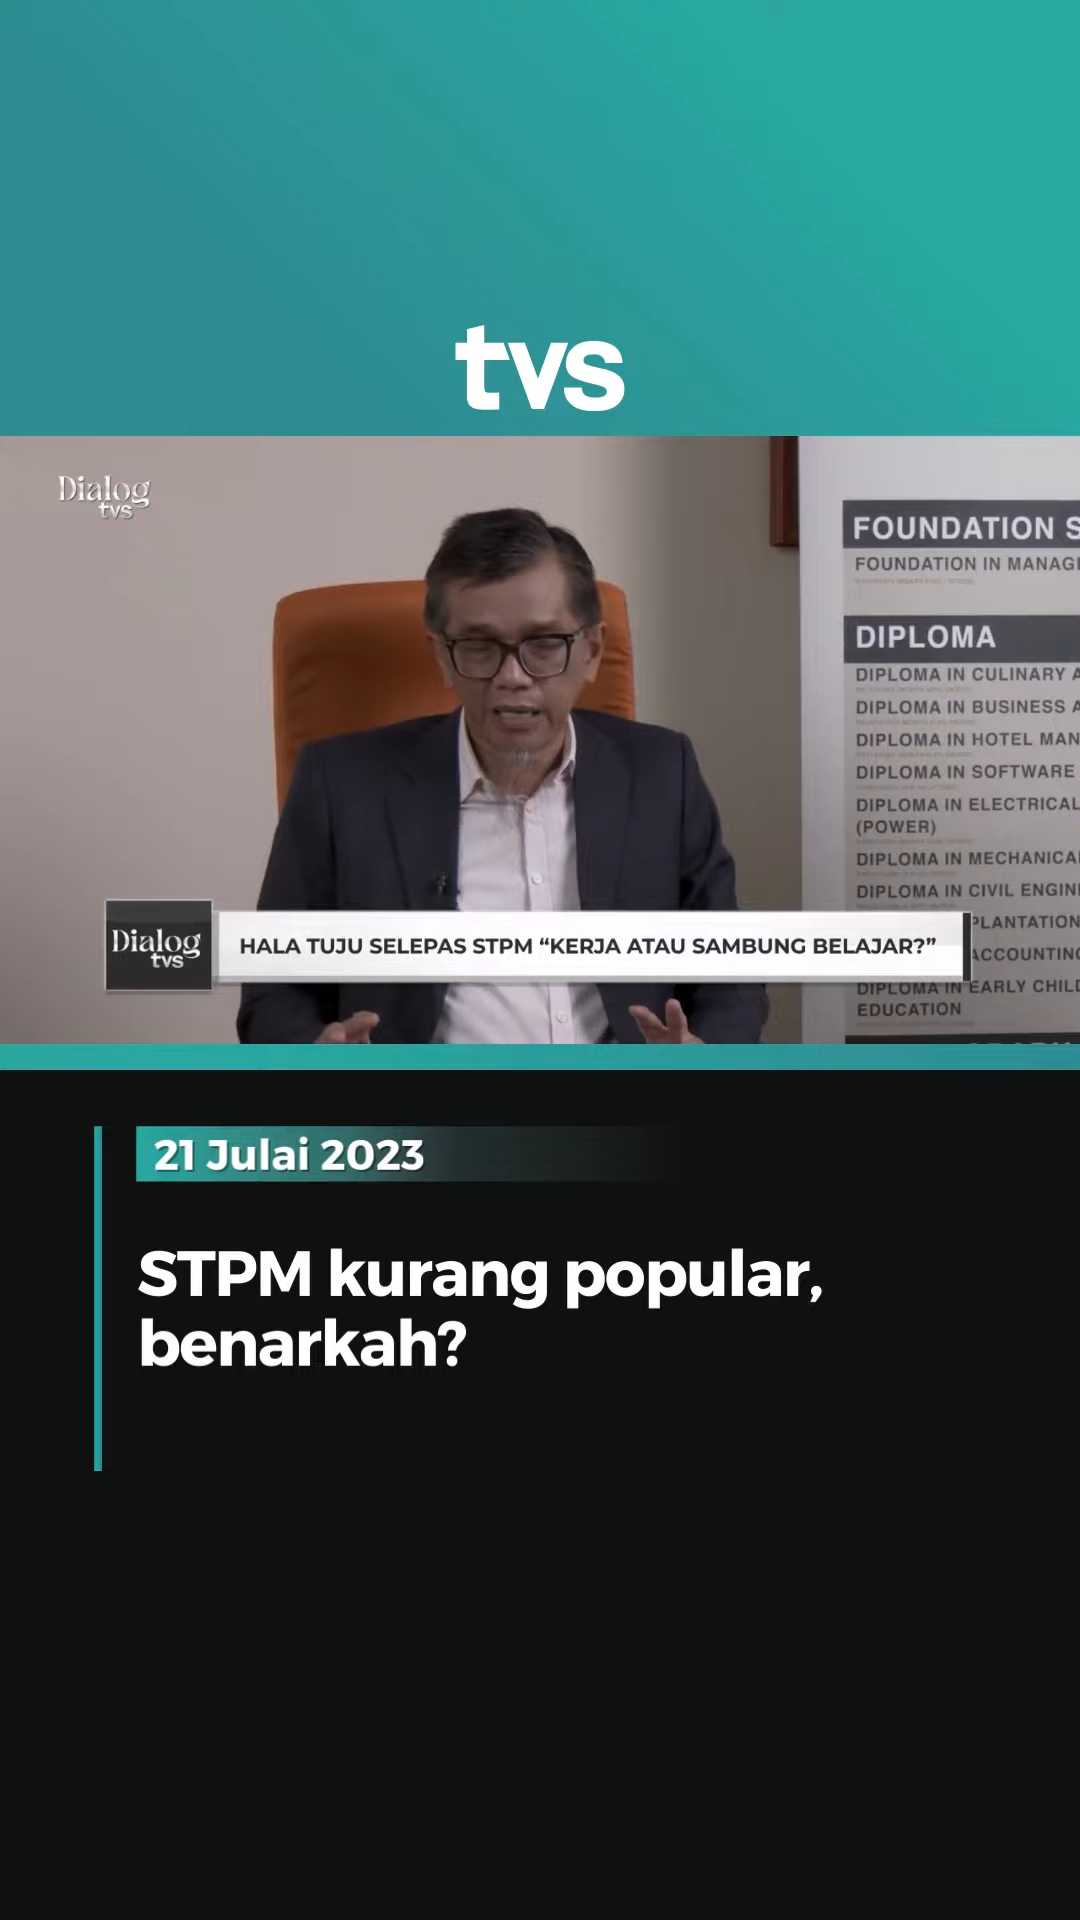 tvs
Dialog
tvs
FOUNDATION S
FOUNDATION IN MANAG
DIPLOMA
DIPLOMA IN CULINARY A
DIPLOMA IN BUSINESS A
DIPLOMA IN HOTEL MAN
DIPLOMA IN SOFTWARE
DIPLOMA IN ELECTRICAL
(POWER)
DIPLOMA IN MECHANICA
DIPLOMA IN CIVIL ENGIN
PLANTATION
ACCOUNTING
DIPLOMA IN EARLY CHILD
EDUCATION
Dialog
tvs
HALA TUJU SELEPAS STPM “KERJA ATAU SAMBUNG BELAJAR?”
21 Julai 2023
STPM kurang popular,
benarkah?